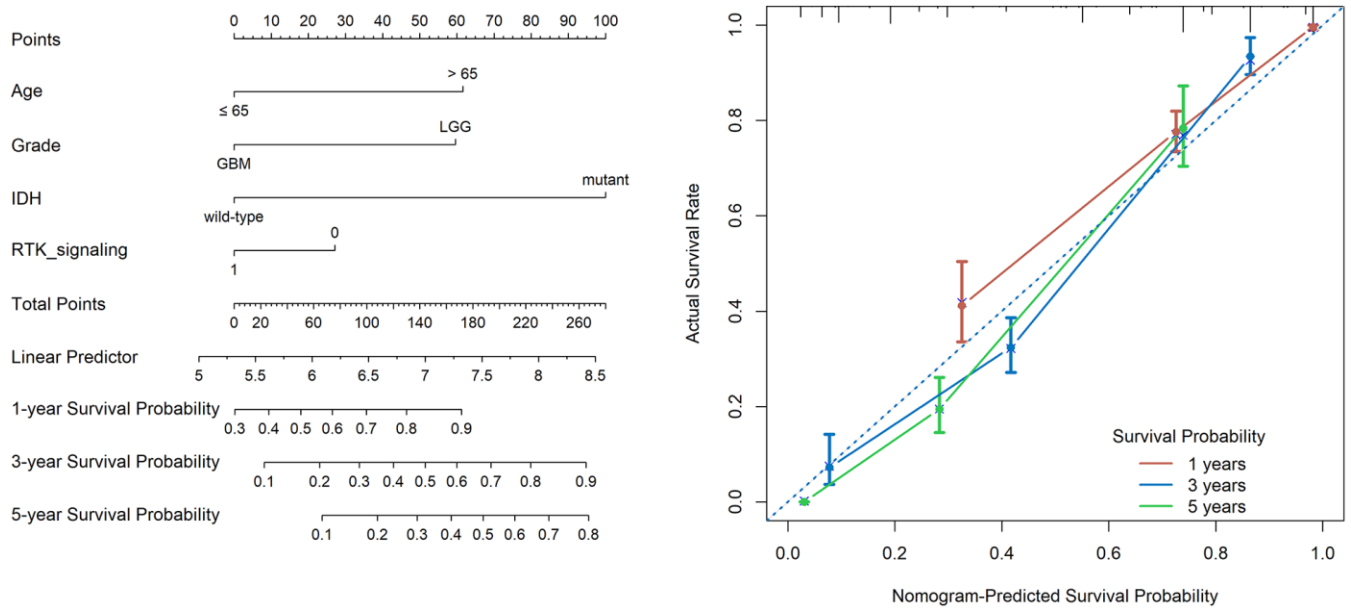 Points
0 10 20 30 40 50 60 70 80 90 100
Age
> 65
≤ 65
Grade
LGG
GBM
IDH
mutant
wild-type
RTK_signaling
0
1
Total Points
0 20 40 60 80 100 120 140 160 180 200 220 240 260
Linear Predictor
5 5.5 6 6.5 7 7.5 8 8.5
1-year Survival Probability
0.3 0.4 0.5 0.6 0.7 0.8 0.9
3-year Survival Probability
0.1 0.2 0.3 0.4 0.5 0.6 0.7 0.8 0.9
5-year Survival Probability
0.1 0.2 0.3 0.4 0.5 0.6 0.7 0.8
Actual Survival Rate
1.0
0.8
0.6
0.4
0.2
0.0
Survival Probability
1 years
3 years
5 years
0.0 0.2 0.4 0.6 0.8 1.0
Nomogram-Predicted Survival Probability